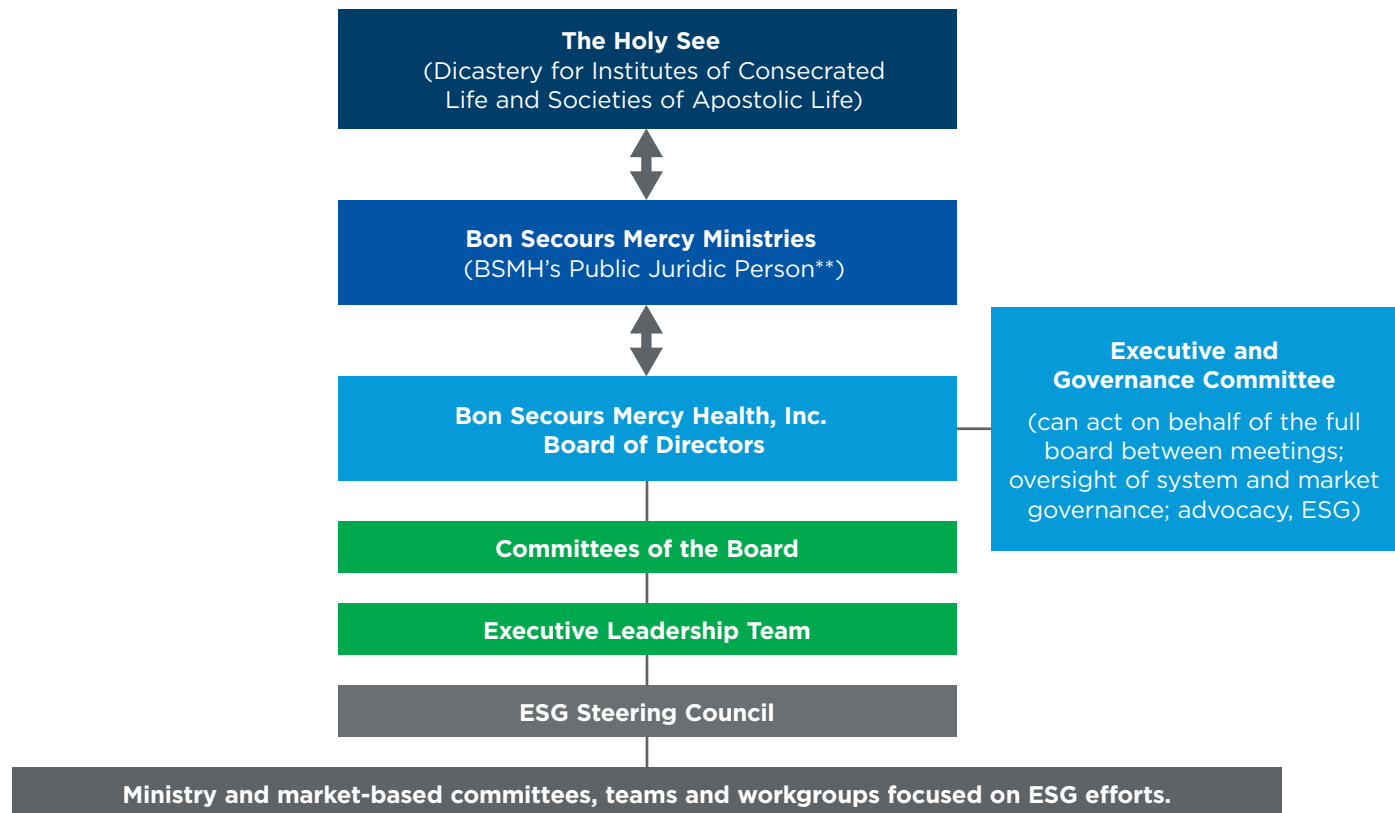 The Holy See
(Dicastery for Institutes of Consecrated
Life and Societies of Apostolic Life)
Bon Secours Mercy Ministries
(BSMH's Public Juridic Person**)
Bon Secours Mercy Health, Inc.
Board of Directors
Executive and
Governance Committee
(can act on behalf of the full
board between meetings;
oversight of system and market
governance; advocacy, ESG)
Committees of the Board
Executive Leadership Team
ESG Steering Council
Ministry and market-based committees, teams and workgroups focused on ESG efforts.